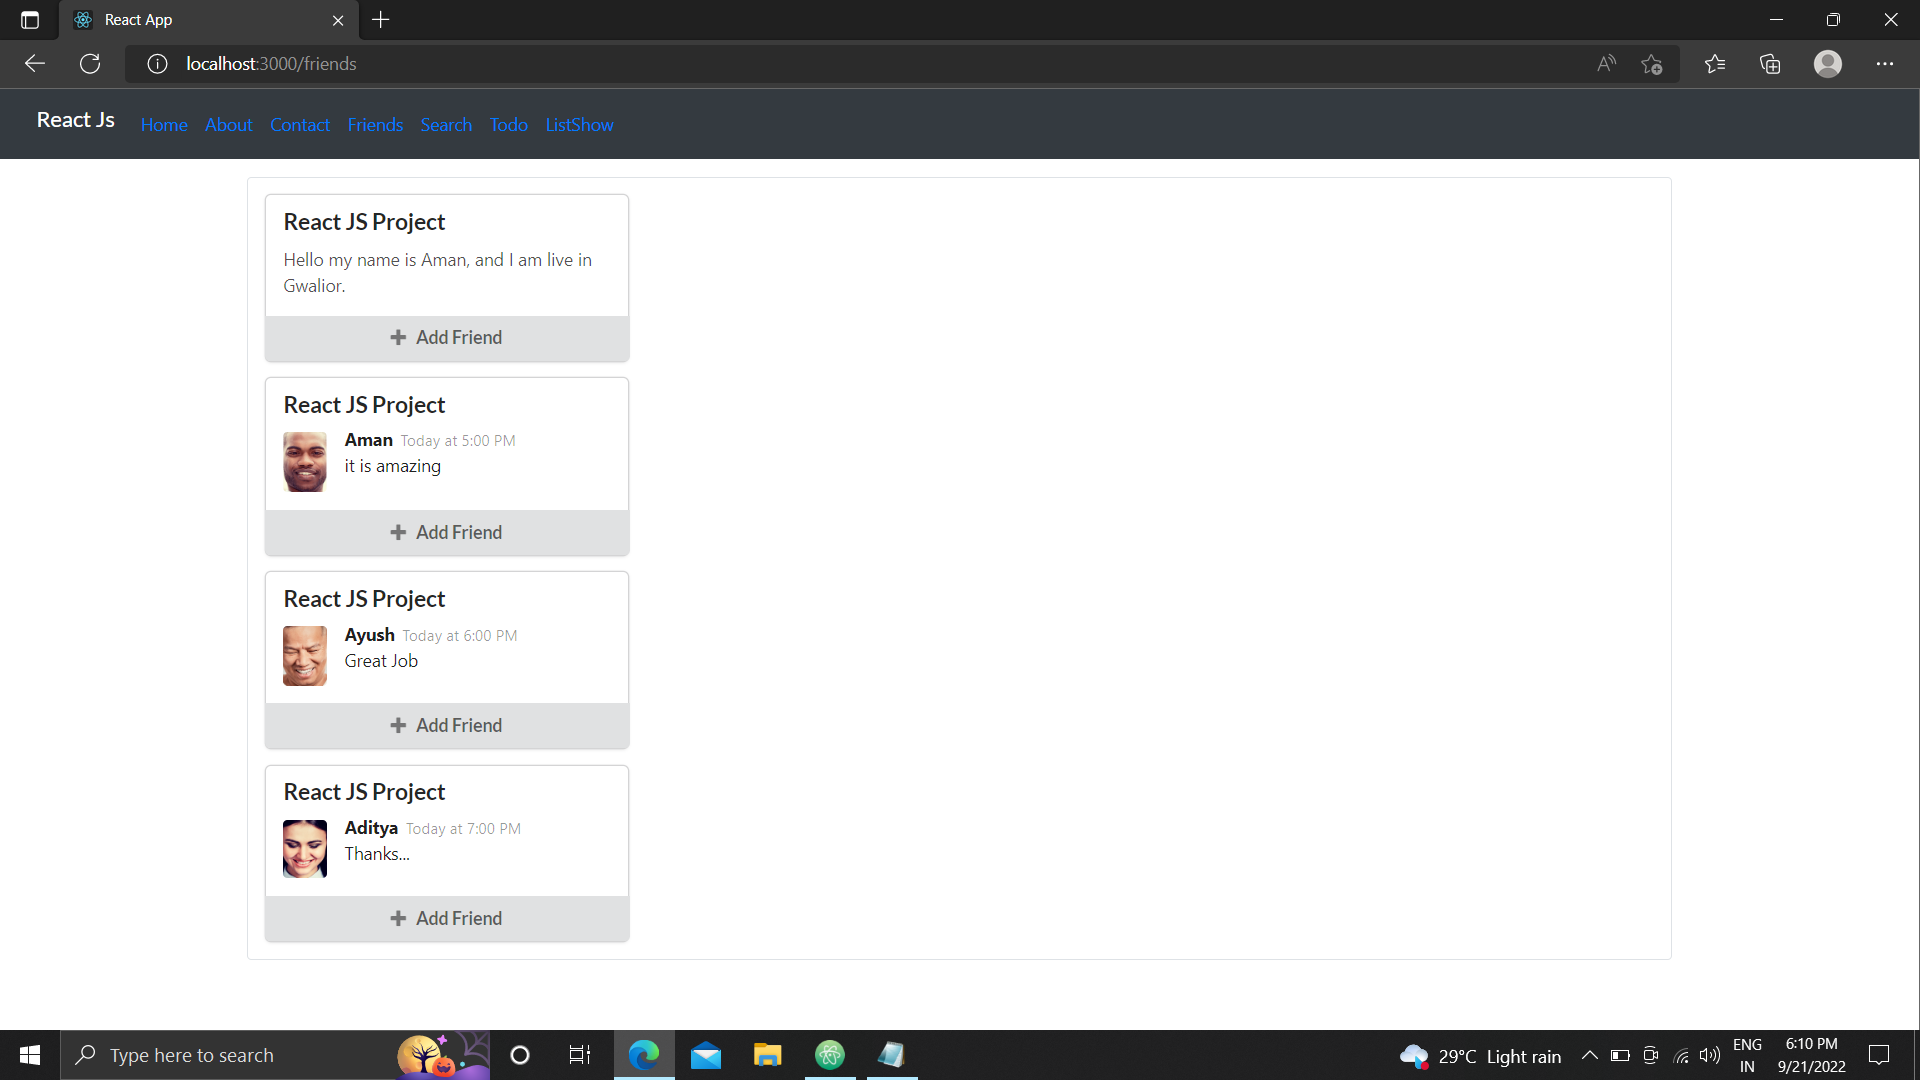 React App
localhost:3000/friends
React Js Home About Contact Friends Search Todo ListShow
React JS Project
Hello my name is Aman, and I am live in
Gwalior.
Add Friend
React JS Project
Aman Today at 5:00 PM
it is amazing
Add Friend
React JS Project
Ayush Today at 6:00 PM
Great Job
Add Friend
React JS Project
Aditya Today at 7:00 PM
Thanks...
Add Friend
Type here to search
29°C Light rain
ENG
IN
6:10 PM
9/21/2022